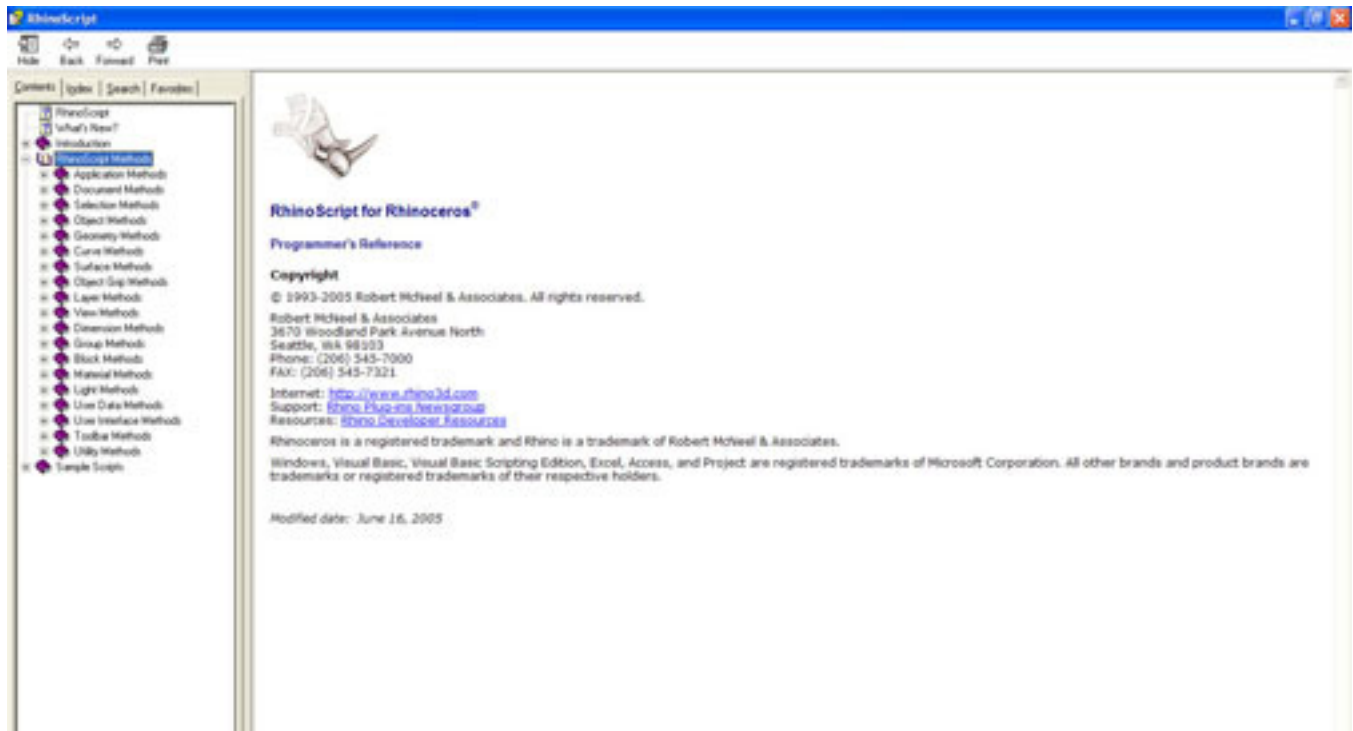 RhinoScript
Hide Back Forward Print
Contents Index Search Favorites
RhinoScript
What's New?
Introduction
RhinoScript Methods
Application Methods
Document Methods
Selection Methods
Object Methods
Geometry Methods
Curve Methods
Surface Methods
Object Grip Methods
Layer Methods
View Methods
Dimension Methods
Group Methods
Block Methods
Material Methods
Light Methods
User Data Methods
User Interface Methods
Toolbar Methods
Utility Methods
Sample Scripts
RhinoScript for Rhinoceros®
Programmer's Reference
Copyright
© 1993-2005 Robert McNeel & Associates. All rights reserved.
Robert McNeel & Associates
3670 Woodland Park Avenue North
Seattle, WA 98103
Phone: (206) 545-7000
FAX: (206) 545-7321
Internet: http://www.rhino3d.com
Support: Rhino Plug-ins Newsgroup
Resources: Rhino Developer Resources
Rhinoceros is a registered trademark and Rhino is a trademark of Robert McNeel & Associates.
Windows, Visual Basic, Visual Basic Scripting Edition, Excel, Access, and Project are registered trademarks of Microsoft Corporation. All other brands and product brands are
trademarks or registered trademarks of their respective holders.
Modified date: June 16, 2005